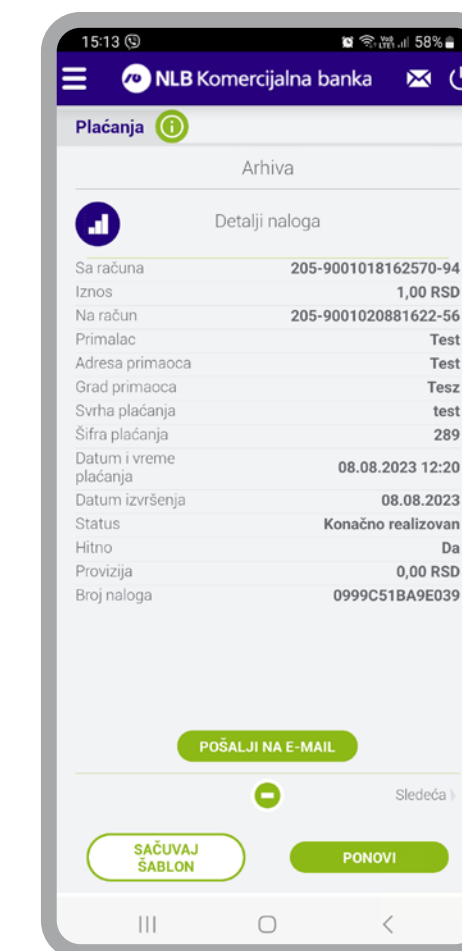 15:13 58%
NLB Komercijalna banka
Plaćanja
Arhiva
Detalji naloga
Sa računa 205-9001018162570-94
Iznos 1,00 RSD
Na račun 205-9001020881622-56
Primalac Test
Adresa primaoca Test
Grad primaoca Tesz
Svrha plaćanja test
Šifra plaćanja 289
Datum i vreme
plaćanja 08.08.2023 12:20
Datum izvršenja 08.08.2023
Status Konačno realizovan
Hitno Da
Provizija 0,00 RSD
Broj naloga 0999C51BA9E039
POŠALJI NA E-MAIL
Sledeća
SAČUVAJ
ŠABLON
PONOVI